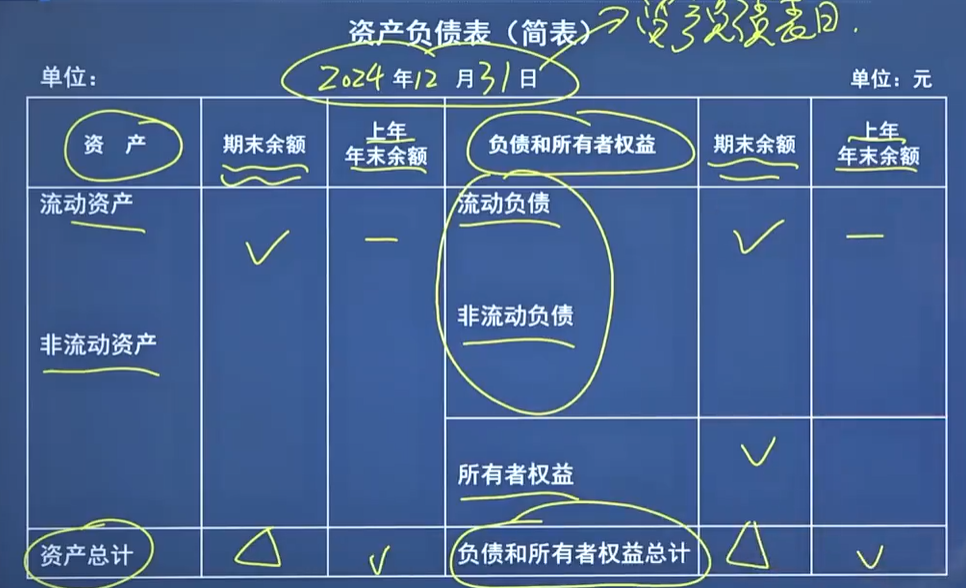 资产负债表（简表）
资产负债表日.
单位：
2024年12月31日
单位：元
资 产
期末余额
上年
年末余额
负债和所有者权益
期末余额
上年
年末余额
流动资产
流动负债
非流动负债
非流动资产
所有者权益
资产总计
负债和所有者权益总计